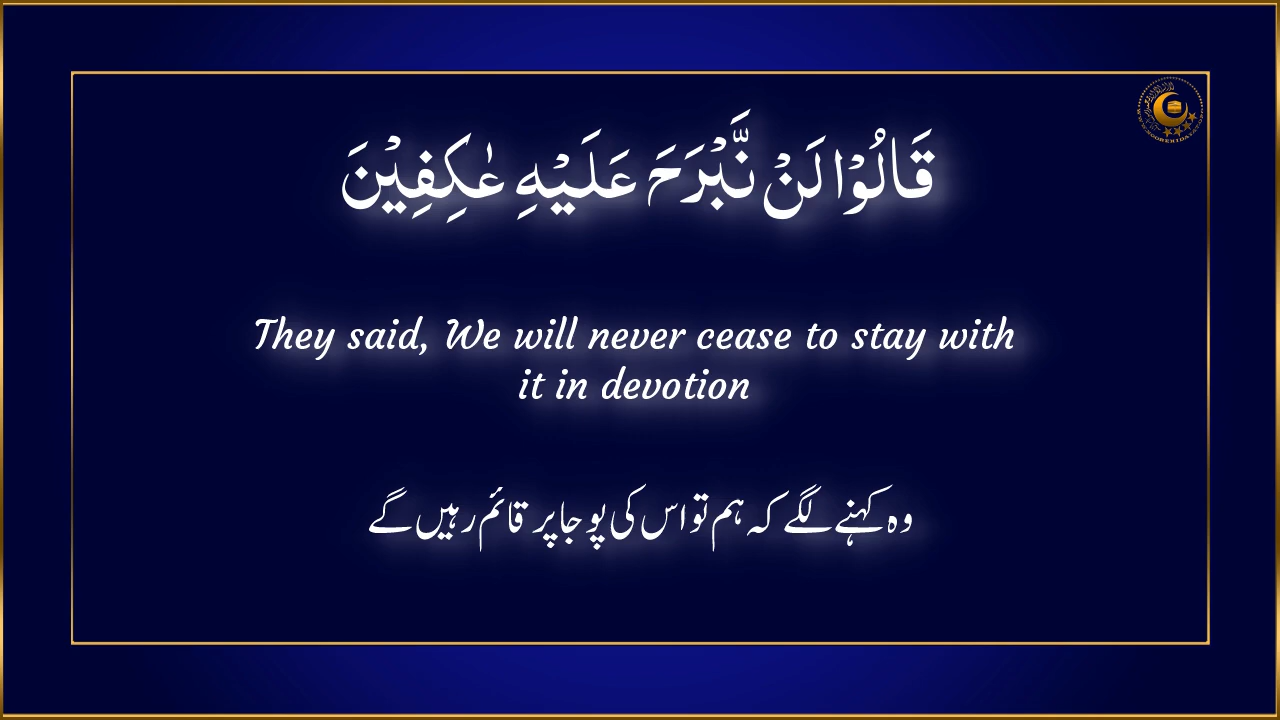 قَالُوْا لَنْ نَّبْرَحَ عَلَيْهِ عٰكِفِيْنَ
They said, We will never cease to stay with
it in devotion
وہ کہنے لگے کہ ہم تو اس کی پوجا پر قائم رہیں گے